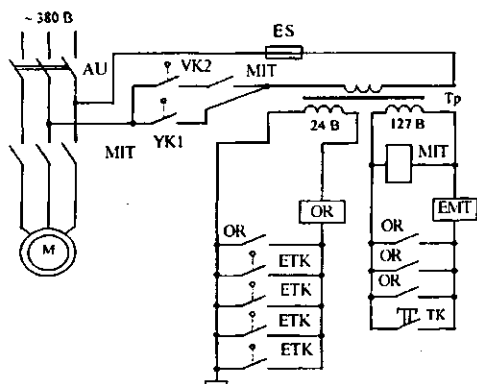 ~ 380 В
ES
AU
VK2
MIT
Тр
YK1
24 В
127 В
MIT
MIT
OR
EMT
M
OR
OR
ETK
OR
ETK
OR
ETK
TK
ETK